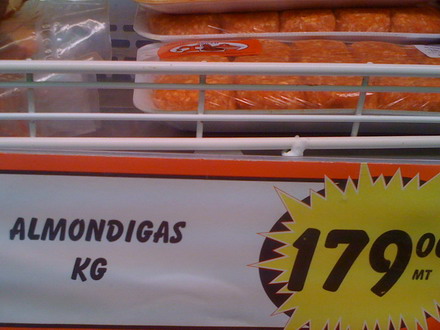 ALMONDIGAS
KG
179 00
MT